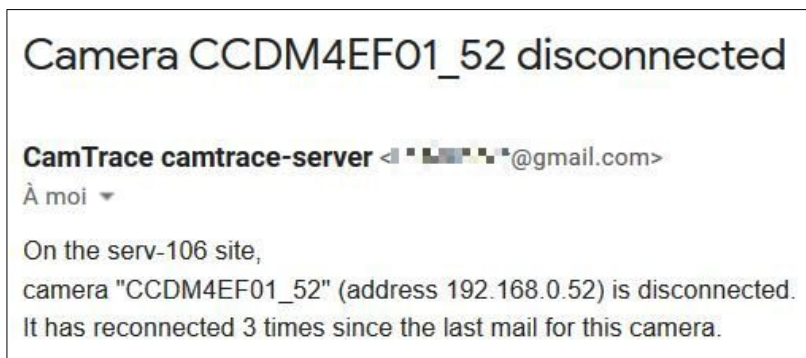 Camera CCDM4EF01_52 disconnected
CamTrace camtrace-server < @gmail.com>
À moi
On the serv-106 site,
camera "CCDM4EF01_52" (address 192.168.0.52) is disconnected.
It has reconnected 3 times since the last mail for this camera.